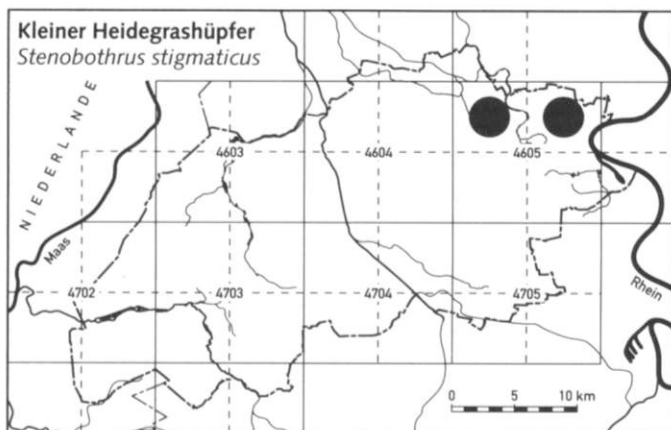 Kleiner Heidegrashüpfer
Stenobothrus stigmaticus
NIEDERLANDE
4603
4604
4605
Maas
4702
4703
4704
4705
Rhein
0 5 10 km